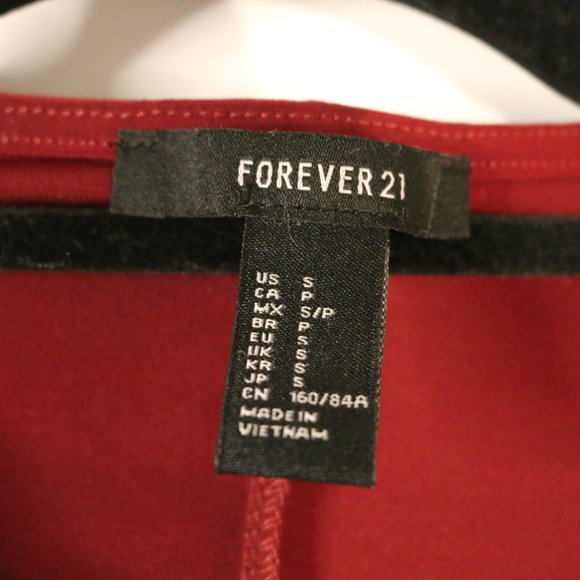 FOREVER 21
US S
CA P
MX S/P
BR P
EU S
UK S
KR S
JP S
CN 160/84A
MADE IN
VIETNAM